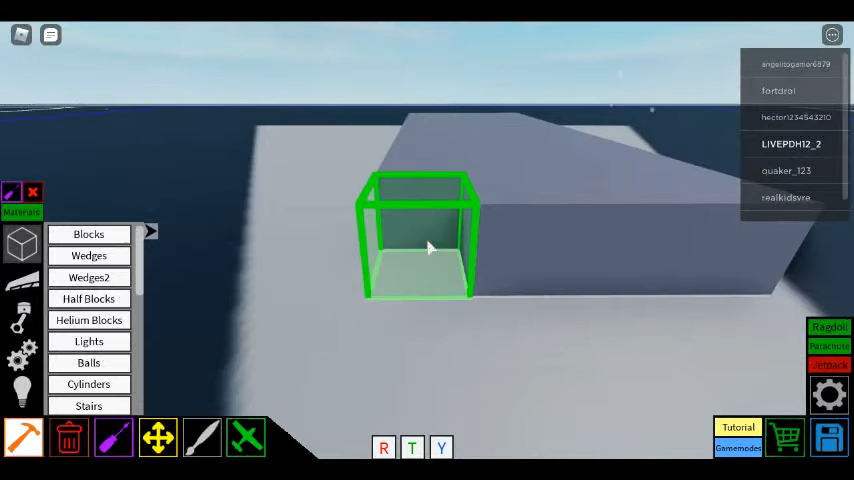 angelitogamer6879
fortdrol
hector1234543210
LIVEPDH12_2
quaker_123
realkidsvre
Materials
Blocks
Wedges
Wedges2
Half Blocks
Helium Blocks
Lights
Balls
Cylinders
Stairs
Ragdoll
Parachute
Jetpack
Tutorial
Gamemodes
R T Y